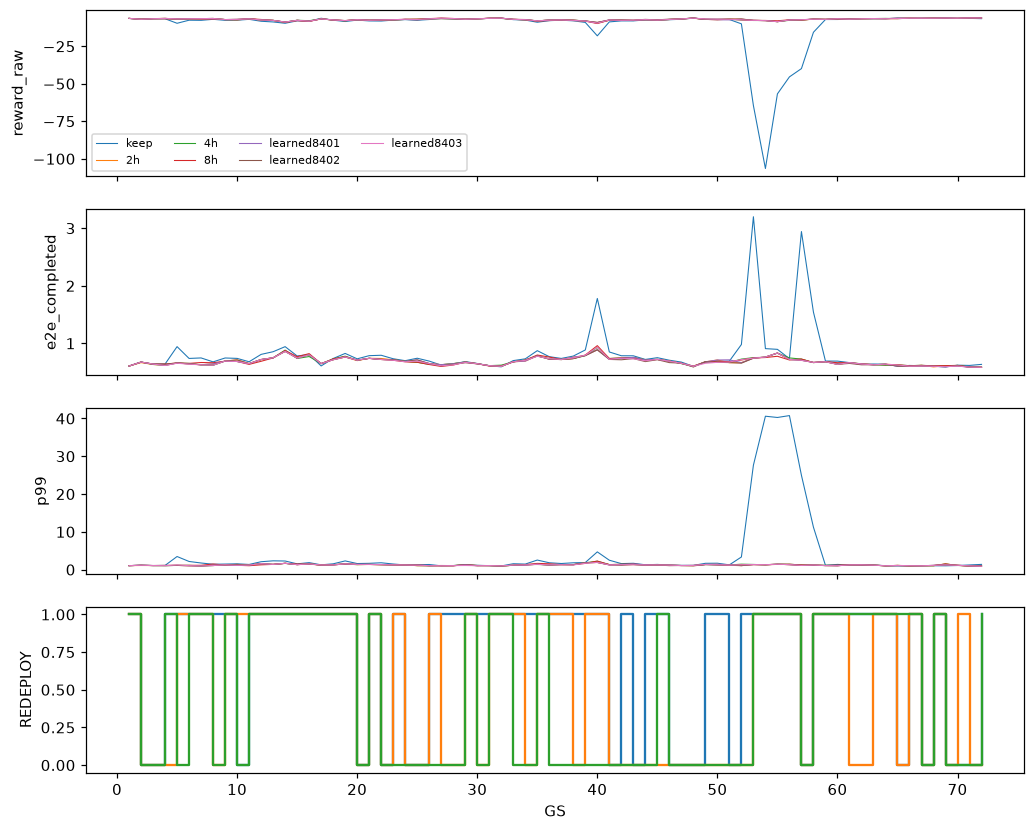 reward_raw
−25
−50
−75
−100
keep 4h learned8401 learned8403
2h 8h learned8402
e2e_completed
3
2
1
p99
40
30
20
10
0
REDEPLOY
1.00
0.75
0.50
0.25
0.00
0 10 20 30 40 50 60 70
GS